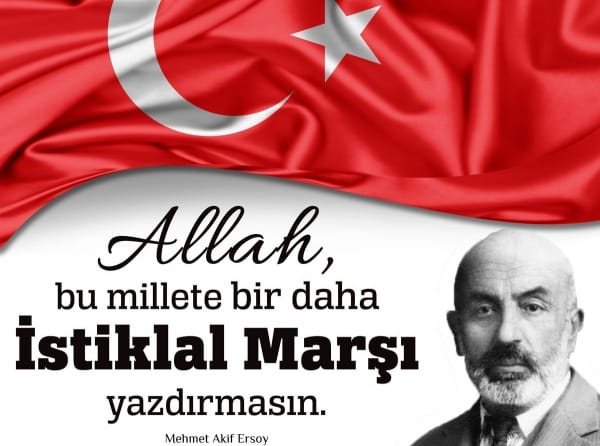 Allah,
bu millete bir daha
İstiklal Marşı
yazdırmasın.
Mehmet Akif Ersoy